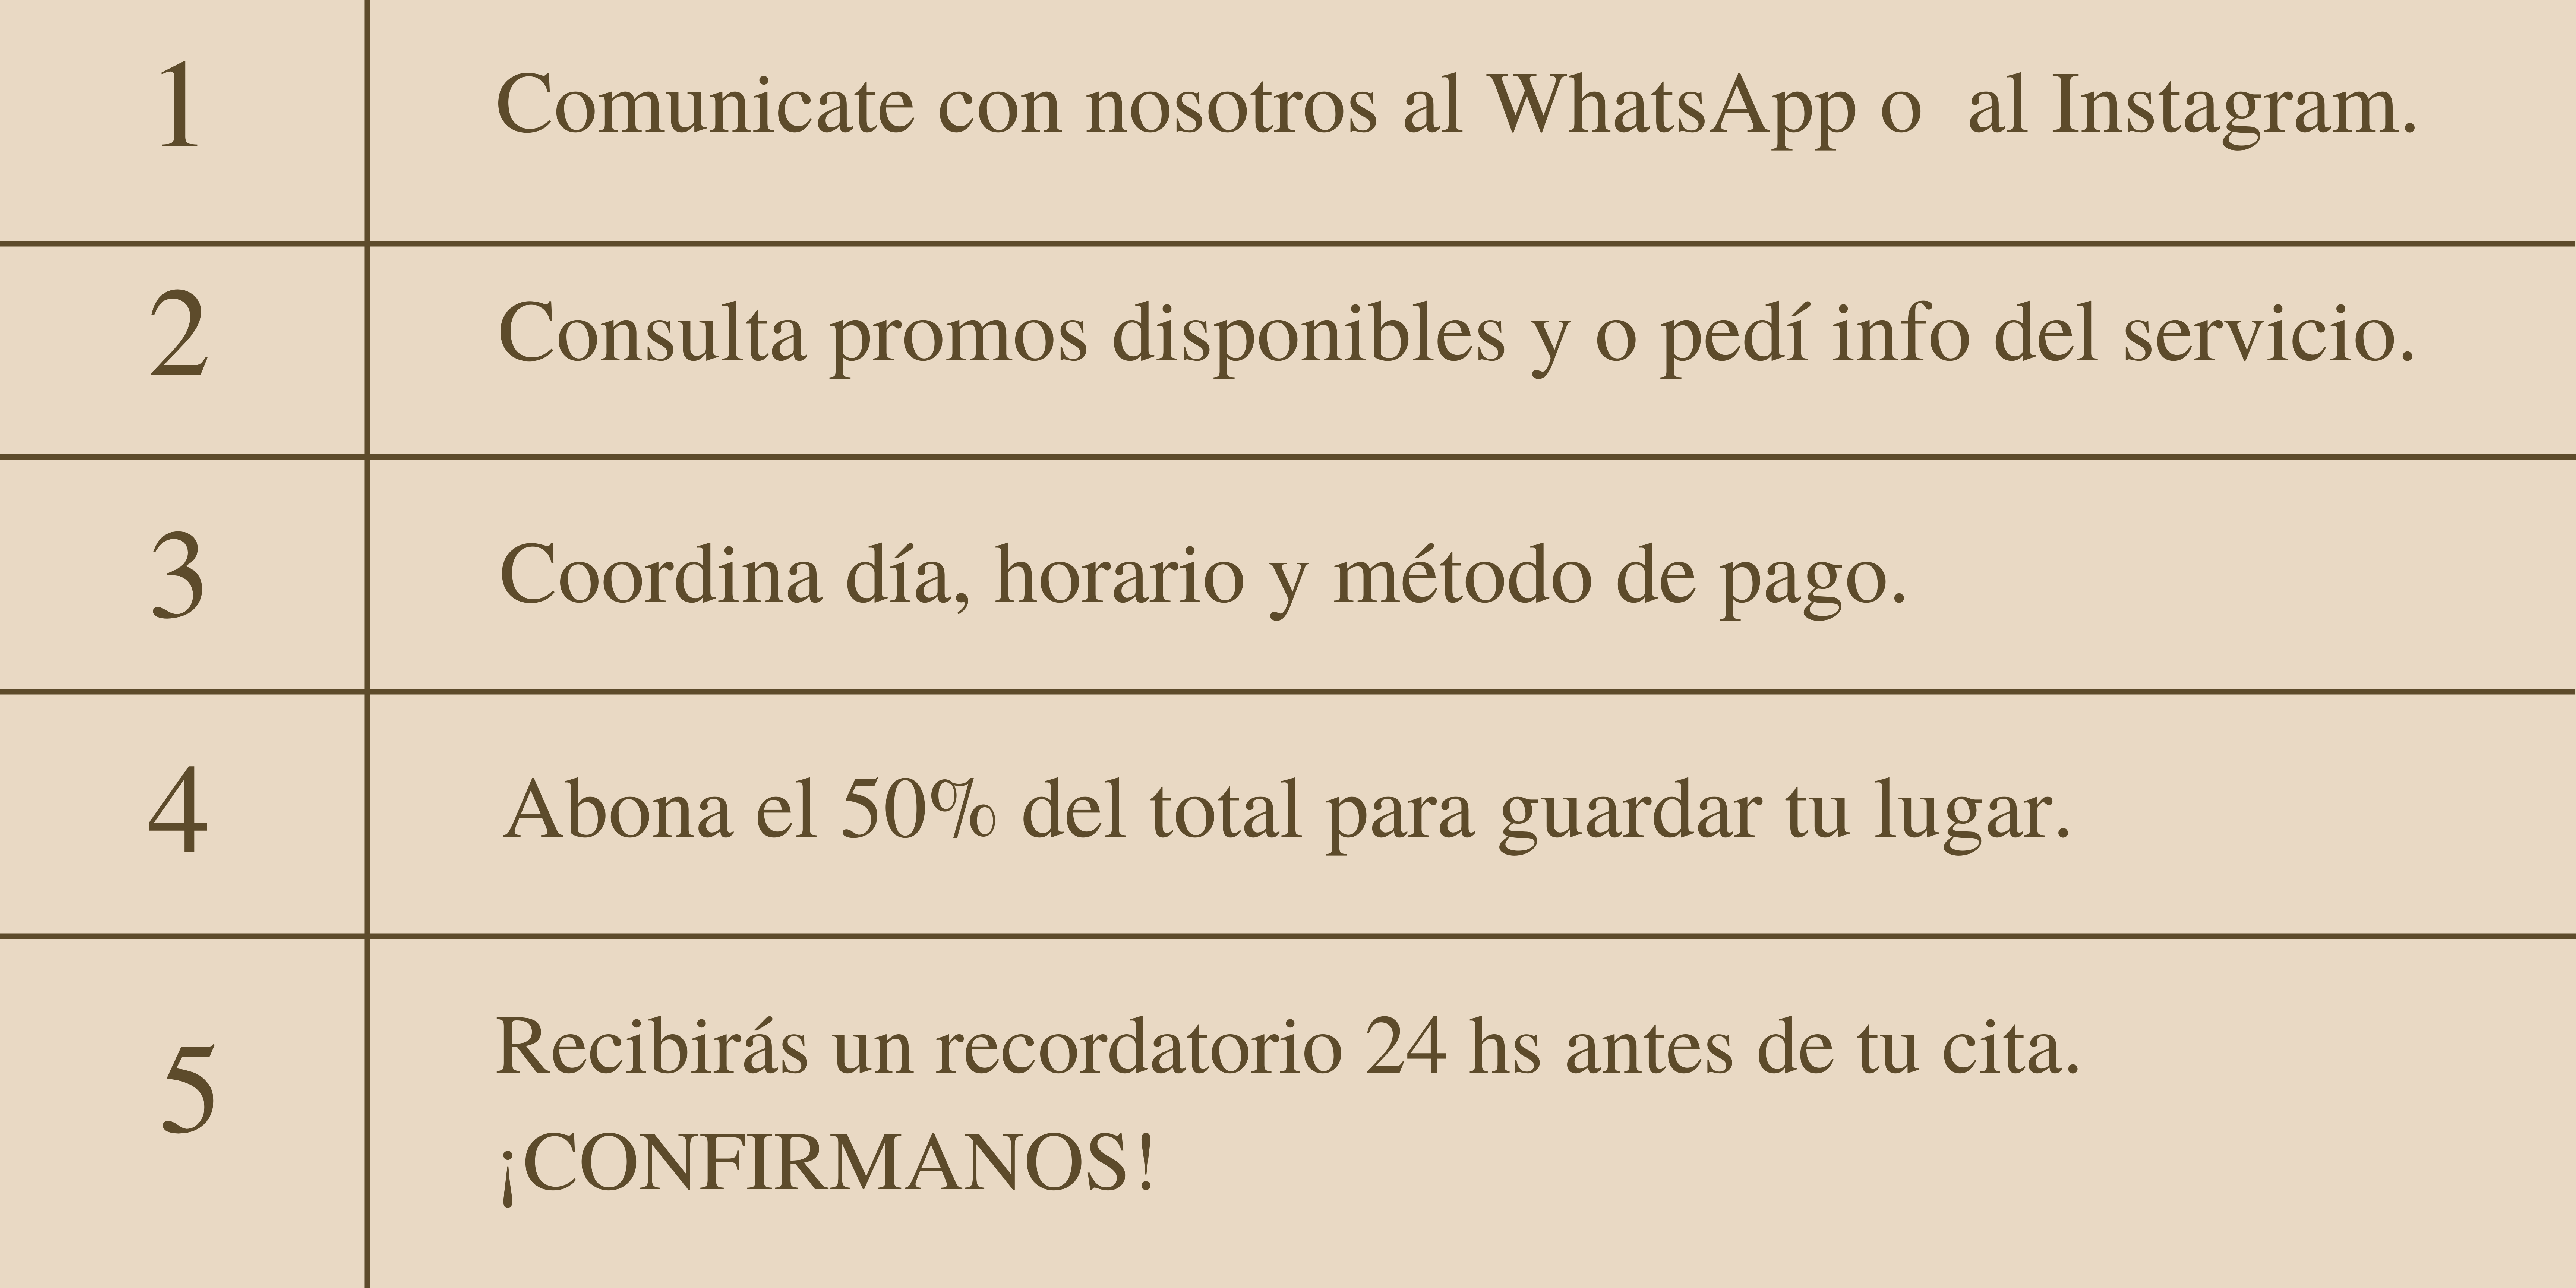 1 Comunicate con nosotros al WhatsApp o  al Instagram.
2 Consulta promos disponibles y o pedí info del servicio.
3 Coordina día, horario y método de pago.
4 Abona el 50% del total para guardar tu lugar.
5 Recibirás un recordatorio 24 hs antes de tu cita.
¡CONFIRMANOS!